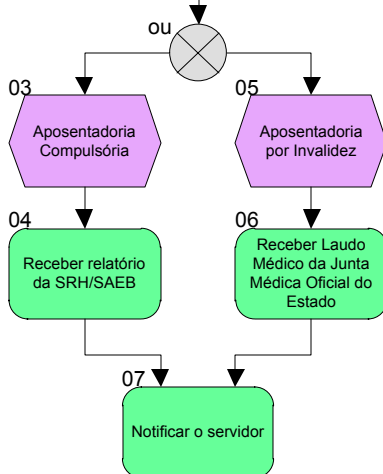 ou
03
Aposentadoria
Compulsória
05
Aposentadoria
por Invalidez
04
Receber relatório
da SRH/SAEB
06
Receber Laudo
Médico da Junta
Médica Oficial do
Estado
07
Notificar o servidor